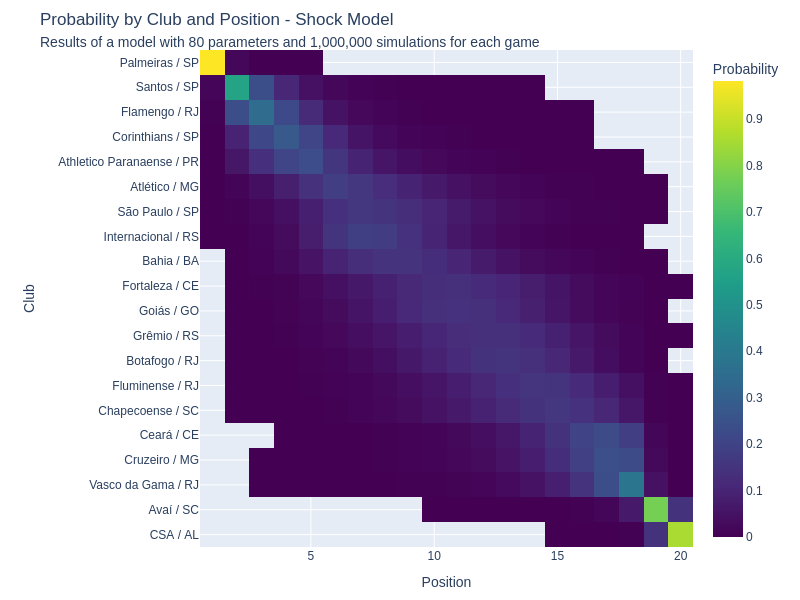 Probability by Club and Position - Shock Model
Results of a model with 80 parameters and 1,000,000 simulations for each game
Palmeiras / SP
Santos / SP
Flamengo / RJ
Corinthians / SP
Athletico Paranaense / PR
Atlético / MG
São Paulo / SP
Internacional / RS
Bahia / BA
Fortaleza / CE
Goiás / GO
Grêmio / RS
Botafogo / RJ
Fluminense / RJ
Chapecoense / SC
Ceará / CE
Cruzeiro / MG
Vasco da Gama / RJ
Avaí / SC
CSA / AL
Club
5
10
15
20
Position
Probability
0.9
0.8
0.7
0.6
0.5
0.4
0.3
0.2
0.1
0